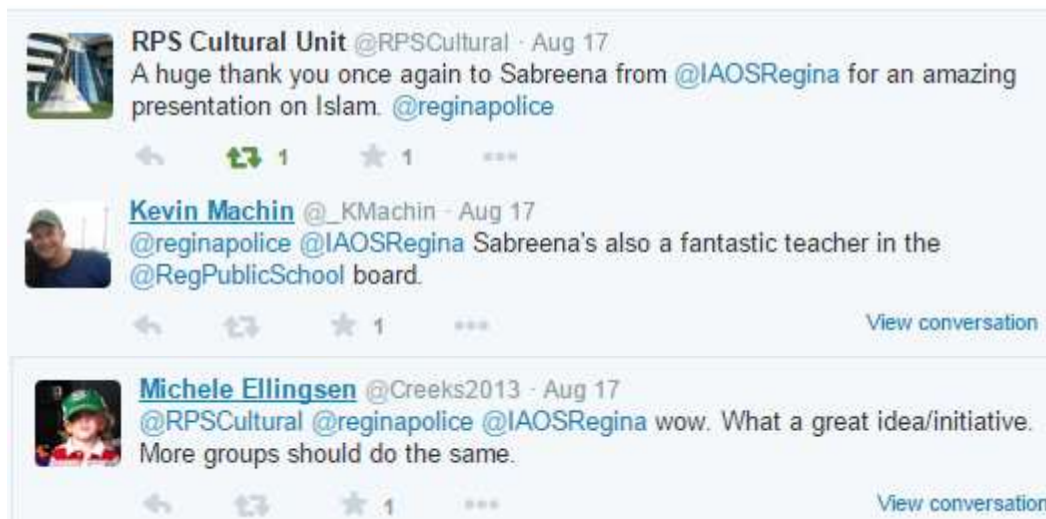 RPS Cultural Unit @RPSCultural · Aug 17
A huge thank you once again to Sabreena from @IAOSRegina for an amazing
presentation on Islam. @reginapolice
1 1
Kevin Machin @_KMachin · Aug 17
@reginapolice @IAOSRegina Sabreena's also a fantastic teacher in the
@RegPublicSchool board.
1 View conversation
Michele Ellingsen @Creeks2013 · Aug 17
@RPSCultural @reginapolice @IAOSRegina wow. What a great idea/initiative.
More groups should do the same.
1 View conversation